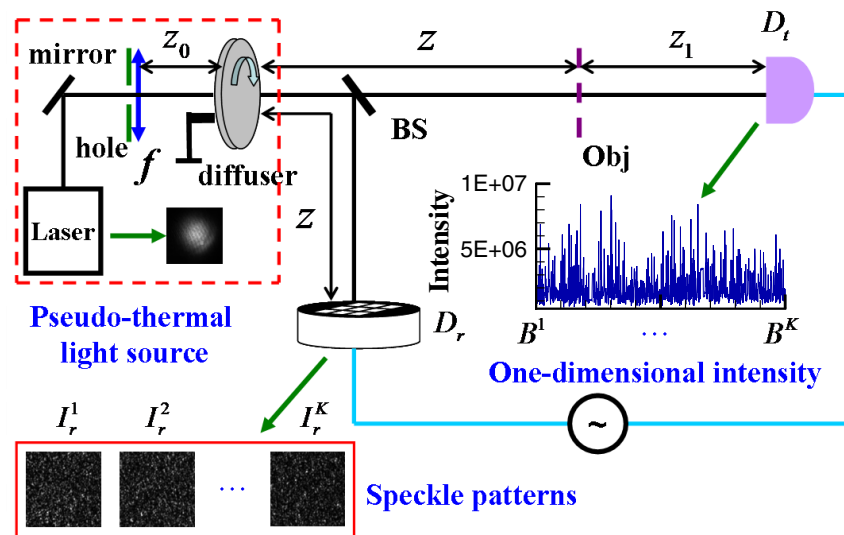 z₀
z
z₁
Dₜ
mirror
hole
f
diffuser
BS
Obj
Laser
z
1E+07
5E+06
Intensity
B¹ ... Bᴷ
One-dimensional intensity
Pseudo-thermal
light source
Dᵣ
~
Iᵣ¹ Iᵣ² Iᵣᴷ
...
Speckle patterns